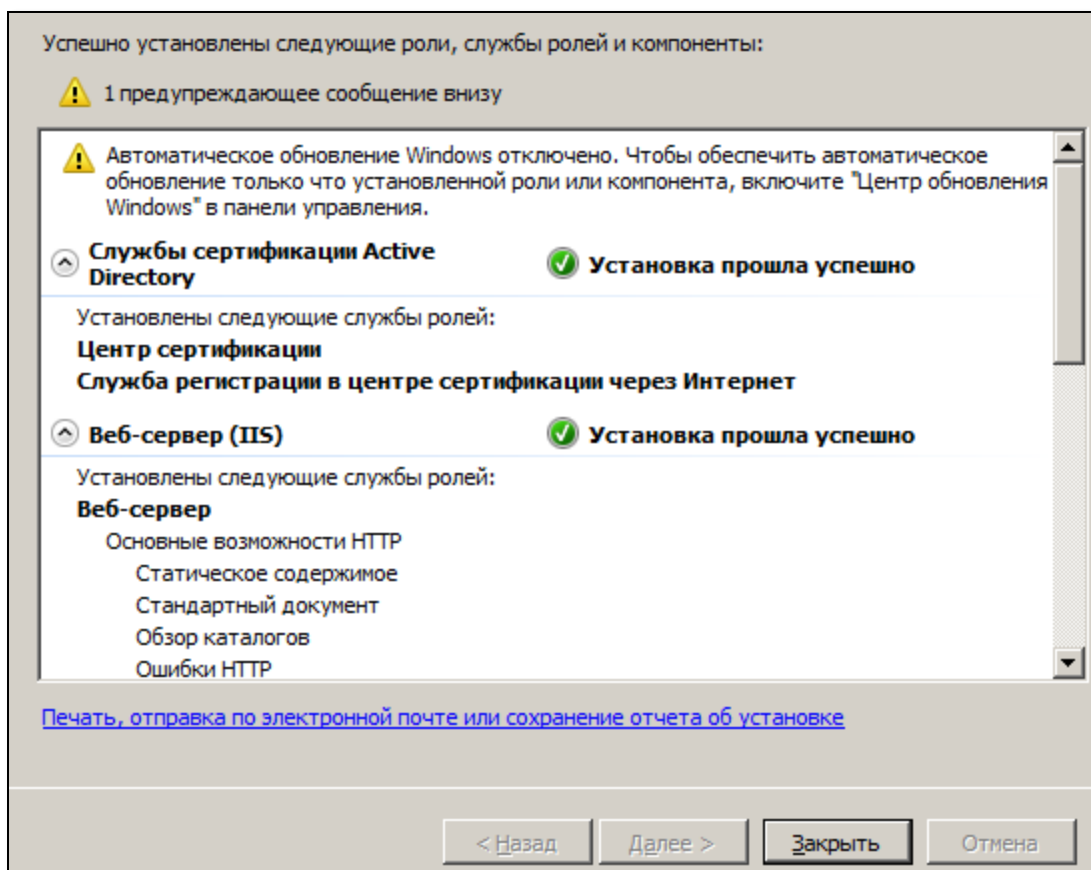 Успешно установлены следующие роли, службы ролей и компоненты:
1 предупреждающее сообщение внизу
Автоматическое обновление Windows отключено. Чтобы обеспечить автоматическое
обновление только что установленной роли или компонента, включите "Центр обновления
Windows" в панели управления.
Службы сертификации Active
Directory
Установка прошла успешно
Установлены следующие службы ролей:
Центр сертификации
Служба регистрации в центре сертификации через Интернет
Веб-сервер (IIS)
Установка прошла успешно
Установлены следующие службы ролей:
Веб-сервер
Основные возможности HTTP
Статическое содержимое
Стандартный документ
Обзор каталогов
Ошибки HTTP
Печать, отправка по электронной почте или сохранение отчета об установке
< Назад
Далее >
Закрыть
Отмена